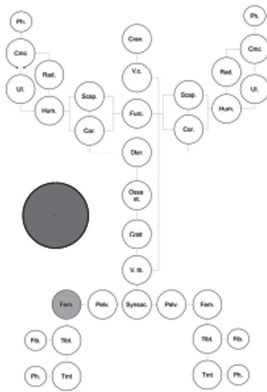 Ph.
Ph.
Cran.
Cmc
Cmc
V.c.
Rad.
Rad.
Ul.
Ul.
Scap.
Scap.
Hum.
Hum.
Furc.
Cor.
Cor.
Ster.
Ossa
st.
Cost
V. th.
Fem.
Pelv.
Synsac.
Pelv.
Fem.
Fib.
Tibt.
Tibt.
Fib.
Ph.
Tmt
Tmt
Ph.